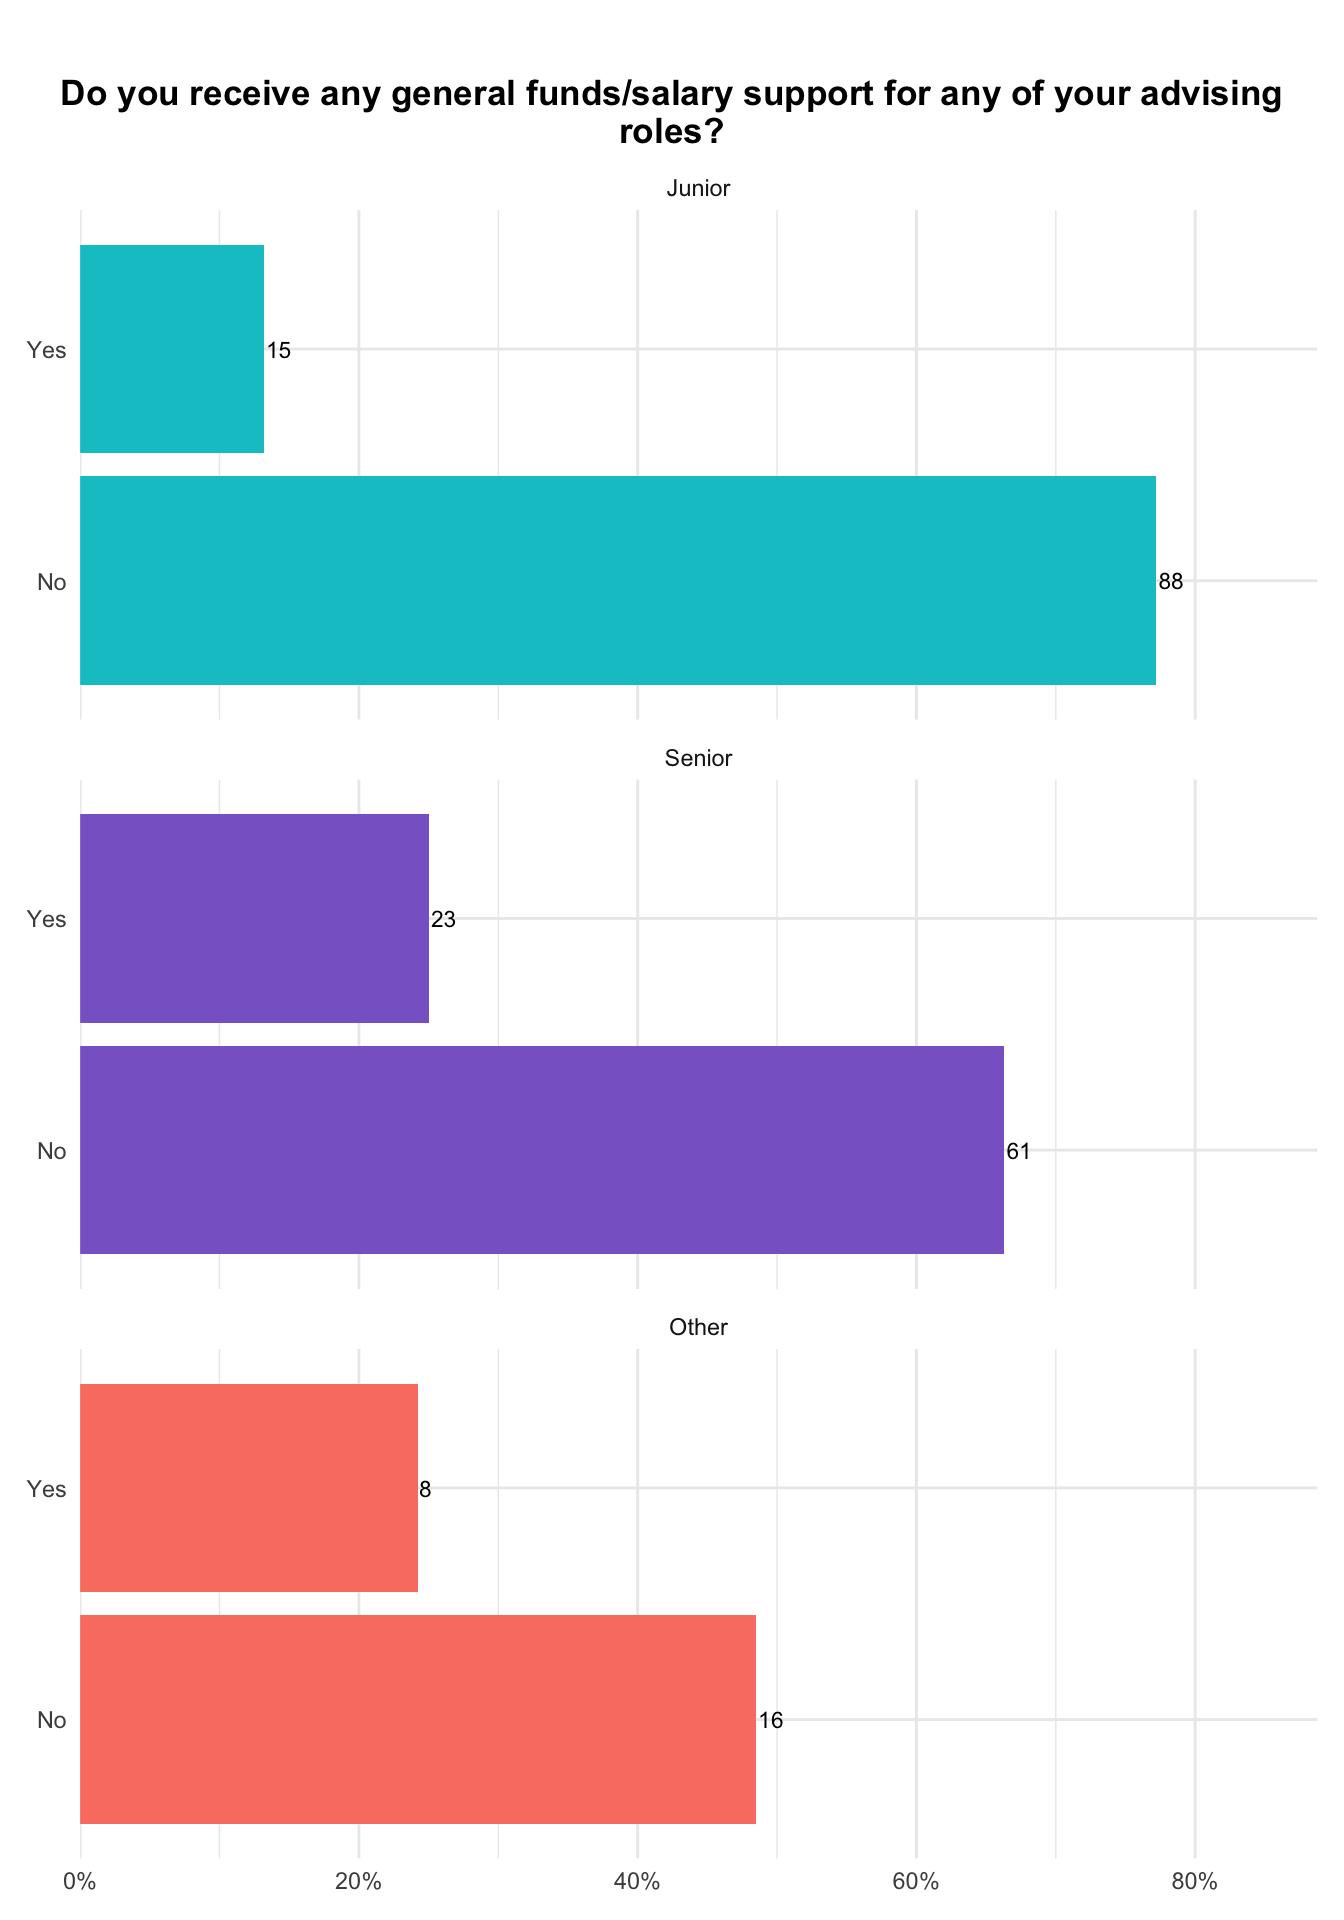 Do you receive any general funds/salary support for any of your advising
roles?
Junior
Yes
15
No
88
Senior
Yes
23
No
61
Other
Yes
8
No
16
0% 20% 40% 60% 80%